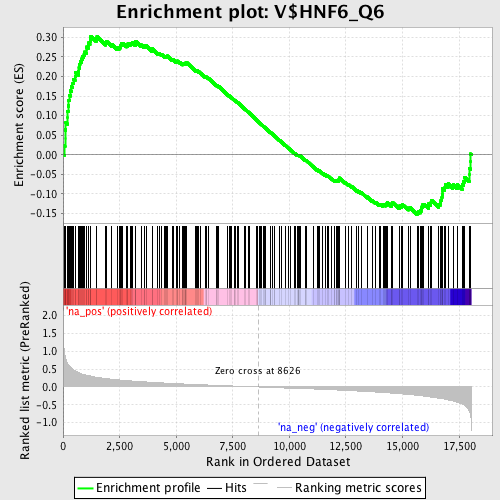 Enrichment plot: V$HNF6_Q6
Enrichment score (ES)
0.30
0.25
0.20
0.15
0.10
0.05
0.00
-0.05
-0.10
-0.15
'na_pos' (positively correlated)
Ranked list metric (PreRanked)
2.0
1.5
1.0
0.5
0.0
-0.5
-1.0
Zero cross at 8626
'na_neg' (negatively correlated)
0
2,500
5,000
7,500
10,000
12,500
15,000
17,500
Rank in Ordered Dataset
Enrichment profile
Hits
Ranking metric scores